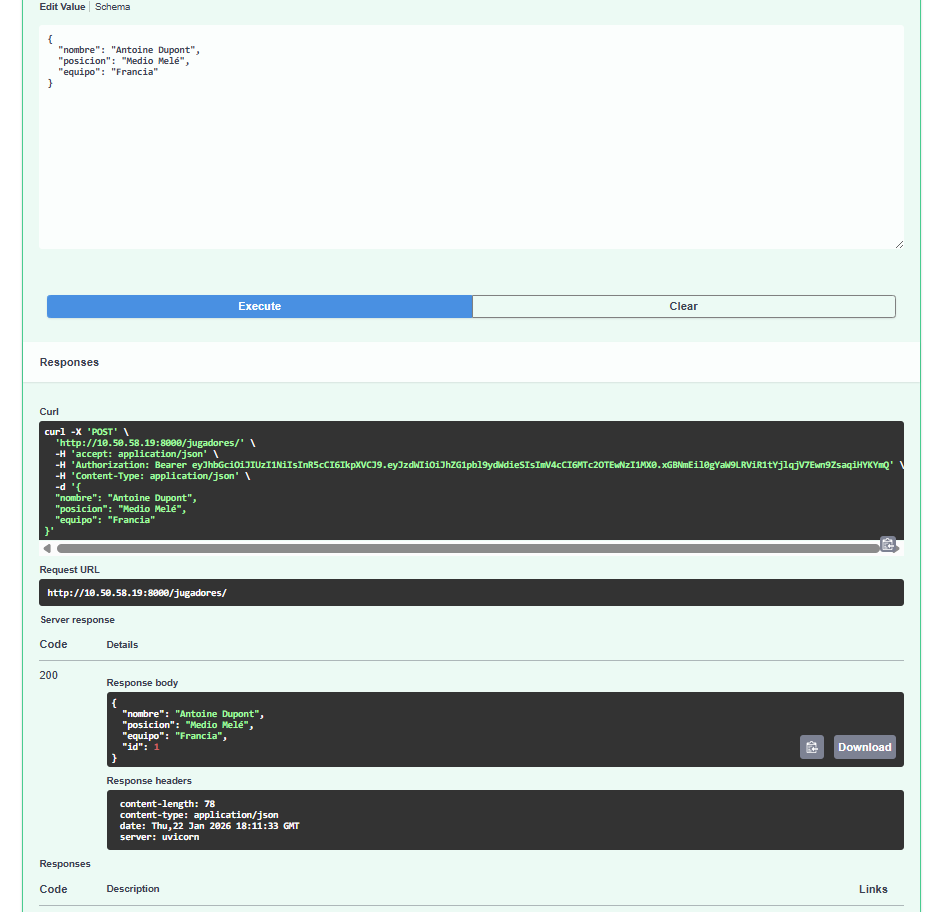 Edit Value | Schema
{
  "nombre": "Antoine Dupont",
  "posicion": "Medio Melé",
  "equipo": "Francia"
}
Execute
Clear
Responses
Curl
curl -X 'POST' \
  'http://10.50.58.19:8000/jugadores/' \
  -H 'accept: application/json' \
  -H 'Authorization: Bearer eyJhbGciOiJIUzI1NiIsInR5cCI6IkpXVCJ9.eyJzdWIiOiJhZG1pbl9ydWdieSIsImV4cCI6MTc2OTEwNzI1MX0.xGBNmEil0gYaW9LRViR1tYjlqjV7Ewn9ZsaqiHYKYmQ' \
  -H 'Content-Type: application/json' \
  -d '{
  "nombre": "Antoine Dupont",
  "posicion": "Medio Melé",
  "equipo": "Francia"
}'
Request URL
http://10.50.58.19:8000/jugadores/
Server response
Code Details
200
Response body
{
  "nombre": "Antoine Dupont",
  "posicion": "Medio Melé",
  "equipo": "Francia",
  "id": 1
}
Download
Response headers
content-length: 78
content-type: application/json
date: Thu,22 Jan 2026 18:11:33 GMT
server: uvicorn
Responses
Code Description Links